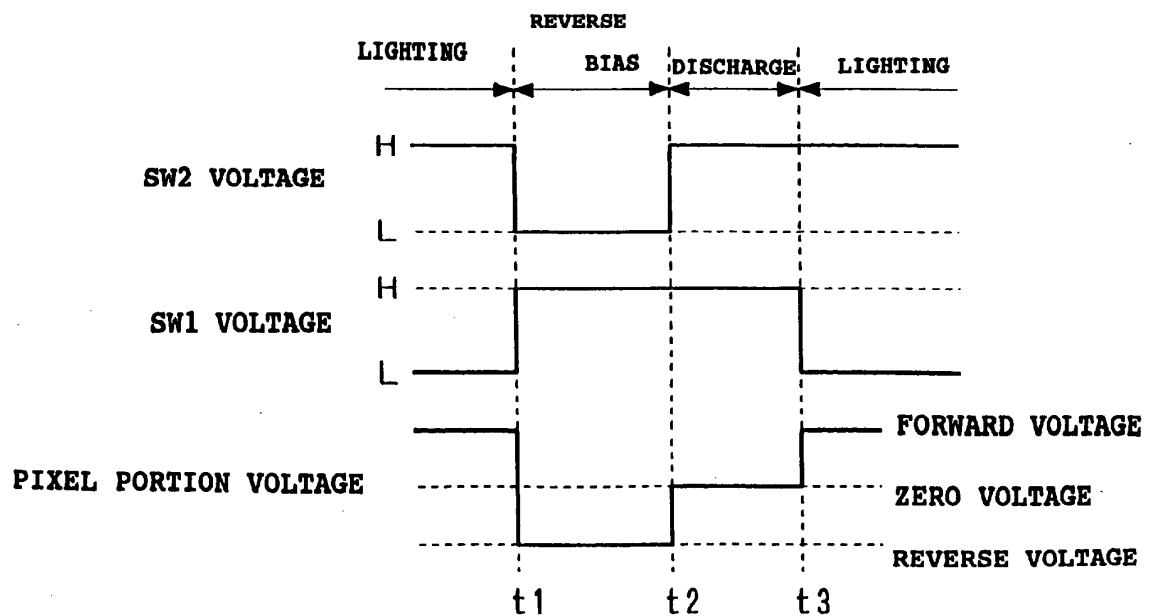 REVERSE
LIGHTING BIAS DISCHARGE LIGHTING
H
SW2 VOLTAGE
L
H
SW1 VOLTAGE
L
FORWARD VOLTAGE
PIXEL PORTION VOLTAGE
ZERO VOLTAGE
REVERSE VOLTAGE
t1 t2 t3